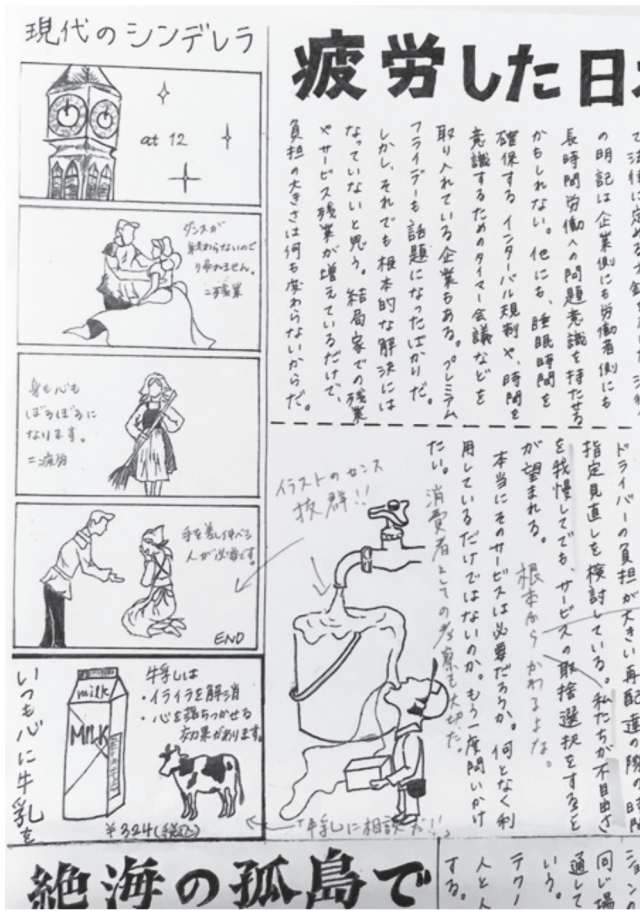 現代のシンデレラ
at 12
ダンスが
終わらないので
帰れません。
=残業
身も心も
ぼろぼろに
なります。
=疲労
手を差し伸べる
人が必要です
END
牛乳は
・イライラを解消
・心を落ちつかせる
効果があります。
milk
MILK
¥324(税込)
いつも心に牛乳を
疲労した日
の明記は企業側にも労働者側にも
長時間労働への問題意識を持たせる
かもしれない。他にも、睡眠時間を
確保するインターバル規制や、時間を
意識するためのタイマー会議などを
取り入れている企業もある。プレミアム
フライデーも話題になったばかりだ。
しかし、それでも根本的な解決には
なっていないと思う。結局家での残業
やサービス残業が増えているだけで、
負担の大きさは何も変わらないからだ。
ドライバーの負担が大きい再配達の際の時間
指定見直しを検討している。私たちが不自由さ
を我慢してでも、サービスの取捨選択をすること
が望まれる。
根本からかわるよな。
本当にそのサービスは必要だろうか。何となく利
用しているだけではないのか。もう一度問いかけ
たい。
消費者としての考察も大切だ。
イラストのセンス
抜群!!
牛乳に相談だ!!
絶海の孤島で
ションの
同じ場
通して
いう。
テクノ
人と人
する。